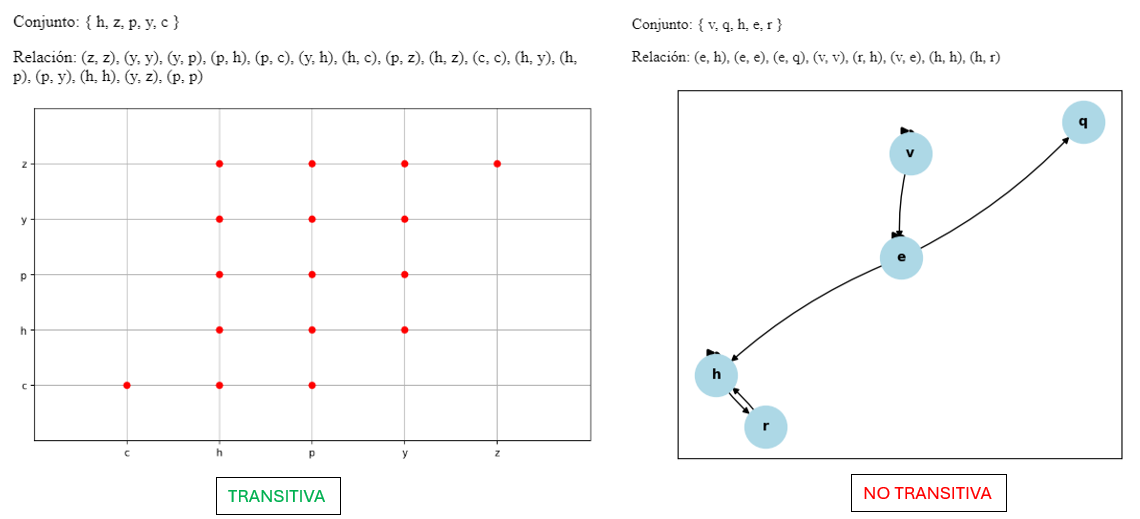 Conjunto: { h, z, p, y, c }
Relación: (z, z), (y, y), (y, p), (p, h), (p, c), (y, h), (h, c), (p, z), (h, z), (c, c), (h, y), (h,
p), (p, y), (h, h), (y, z), (p, p)
z
y
p
h
c
c h p y z
TRANSITIVA
Conjunto: { v, q, h, e, r }
Relación: (e, h), (e, e), (e, q), (v, v), (r, h), (v, e), (h, h), (h, r)
q
v
e
h
r
NO TRANSITIVA